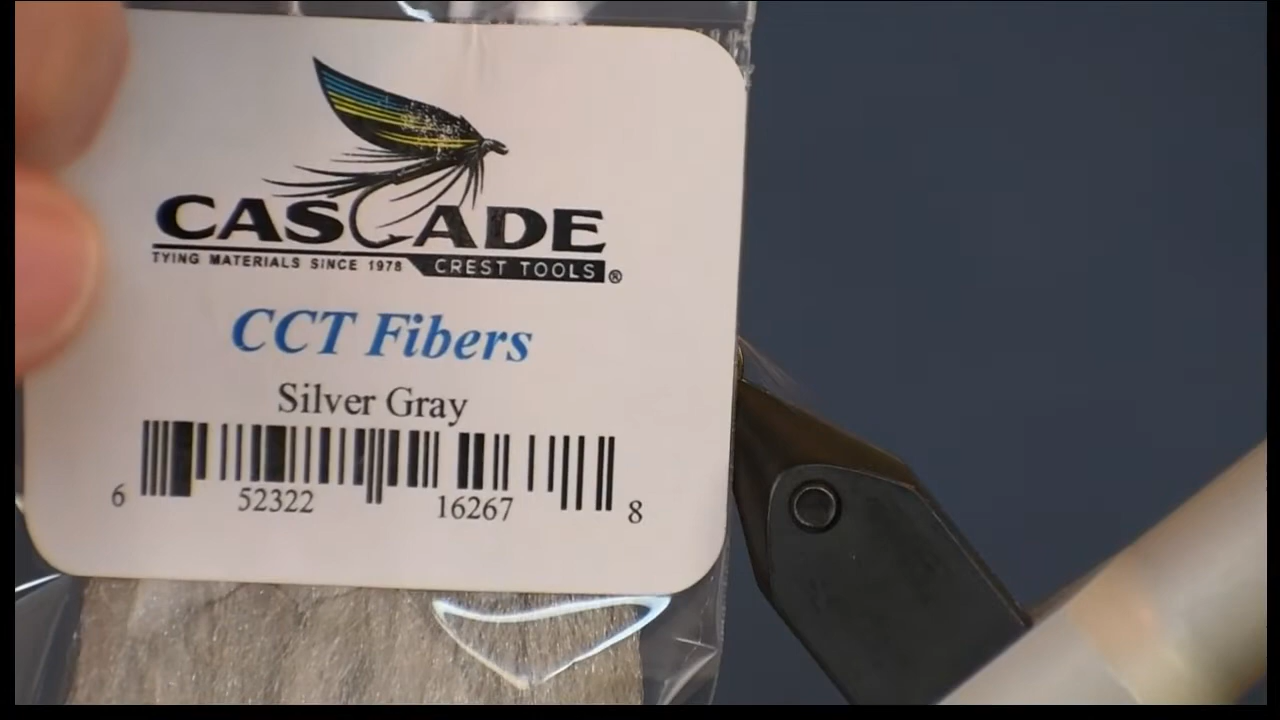 CASCADE
TYING MATERIALS SINCE 1978 CREST TOOLS®
CCT Fibers
Silver Gray
6 52322 16267 8